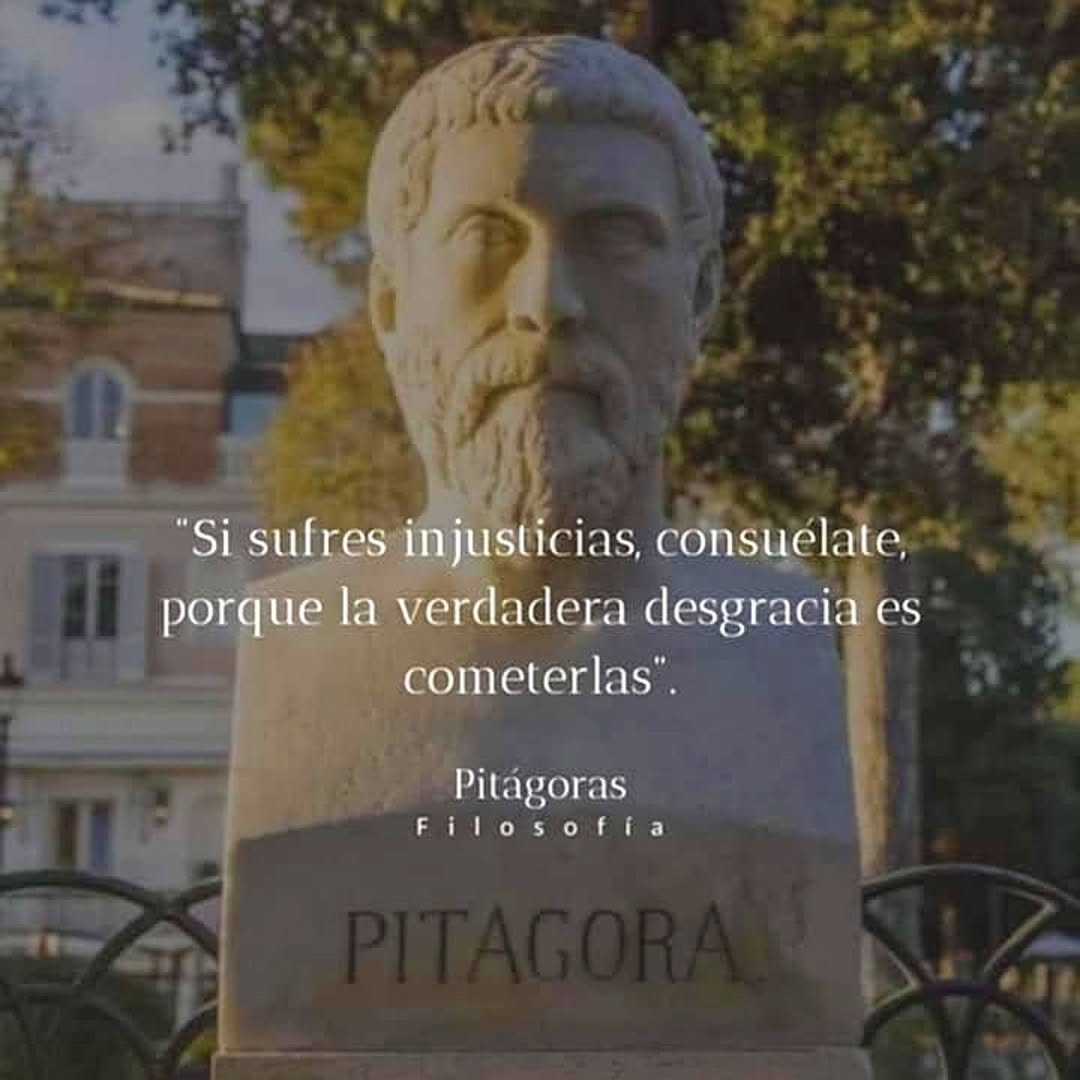 "Si sufres injusticias, consuélate,
porque la verdadera desgracia es
cometerlas".
Pitágoras
Filosofía
PITAGORA